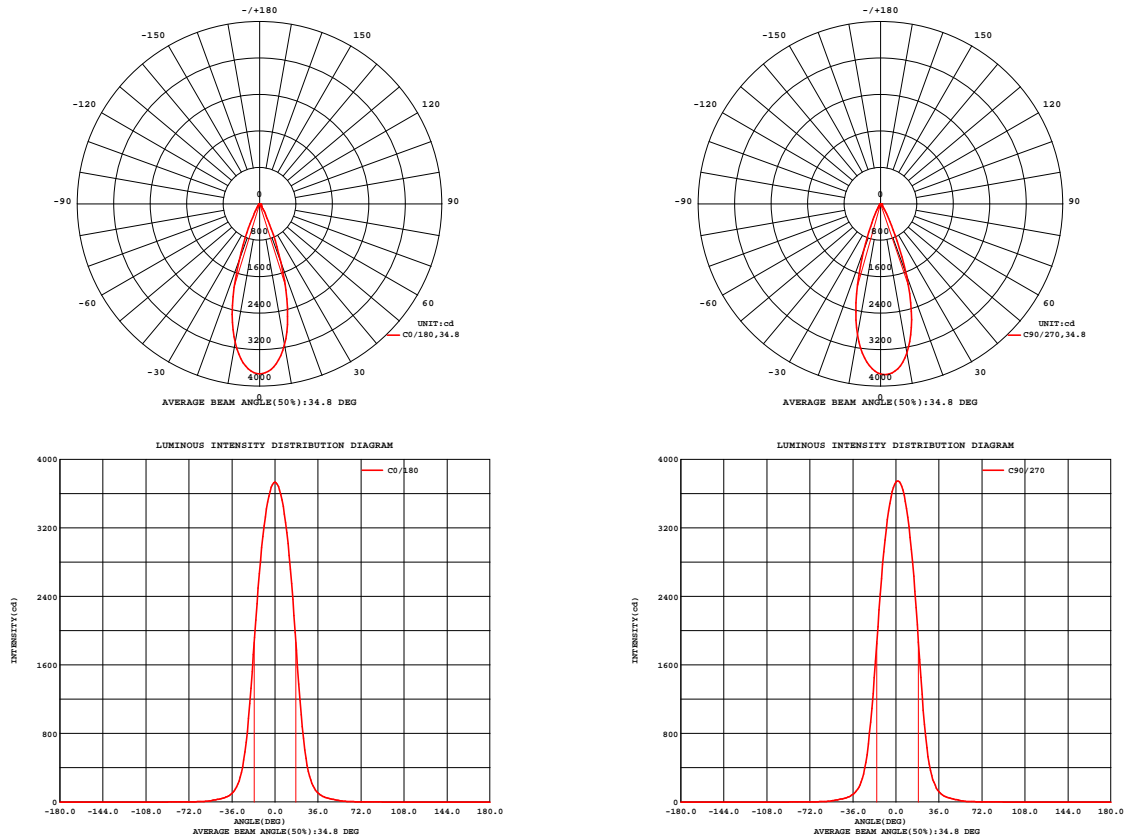 -/+180
-150
150
-120
120
-90
90
-60
60
-30
30
0
0
800
1600
2400
3200
4000
UNIT:cd
C0/180,34.8
AVERAGE BEAM ANGLE(50%):34.8 DEG
-/+180
-150
150
-120
120
-90
90
-60
60
-30
30
0
0
800
1600
2400
3200
4000
UNIT:cd
C90/270,34.8
AVERAGE BEAM ANGLE(50%):34.8 DEG
LUMINOUS INTENSITY DISTRIBUTION DIAGRAM
C0/180
INTENSITY(cd)
4000
3200
2400
1600
800
0
-180.0 -144.0 -108.0 -72.0 -36.0 0.0 36.0 72.0 108.0 144.0 180.0
ANGLE(DEG)
AVERAGE BEAM ANGLE(50%):34.8 DEG
LUMINOUS INTENSITY DISTRIBUTION DIAGRAM
C90/270
INTENSITY(cd)
4000
3200
2400
1600
800
0
-180.0 -144.0 -108.0 -72.0 -36.0 0.0 36.0 72.0 108.0 144.0 180.0
ANGLE(DEG)
AVERAGE BEAM ANGLE(50%):34.8 DEG